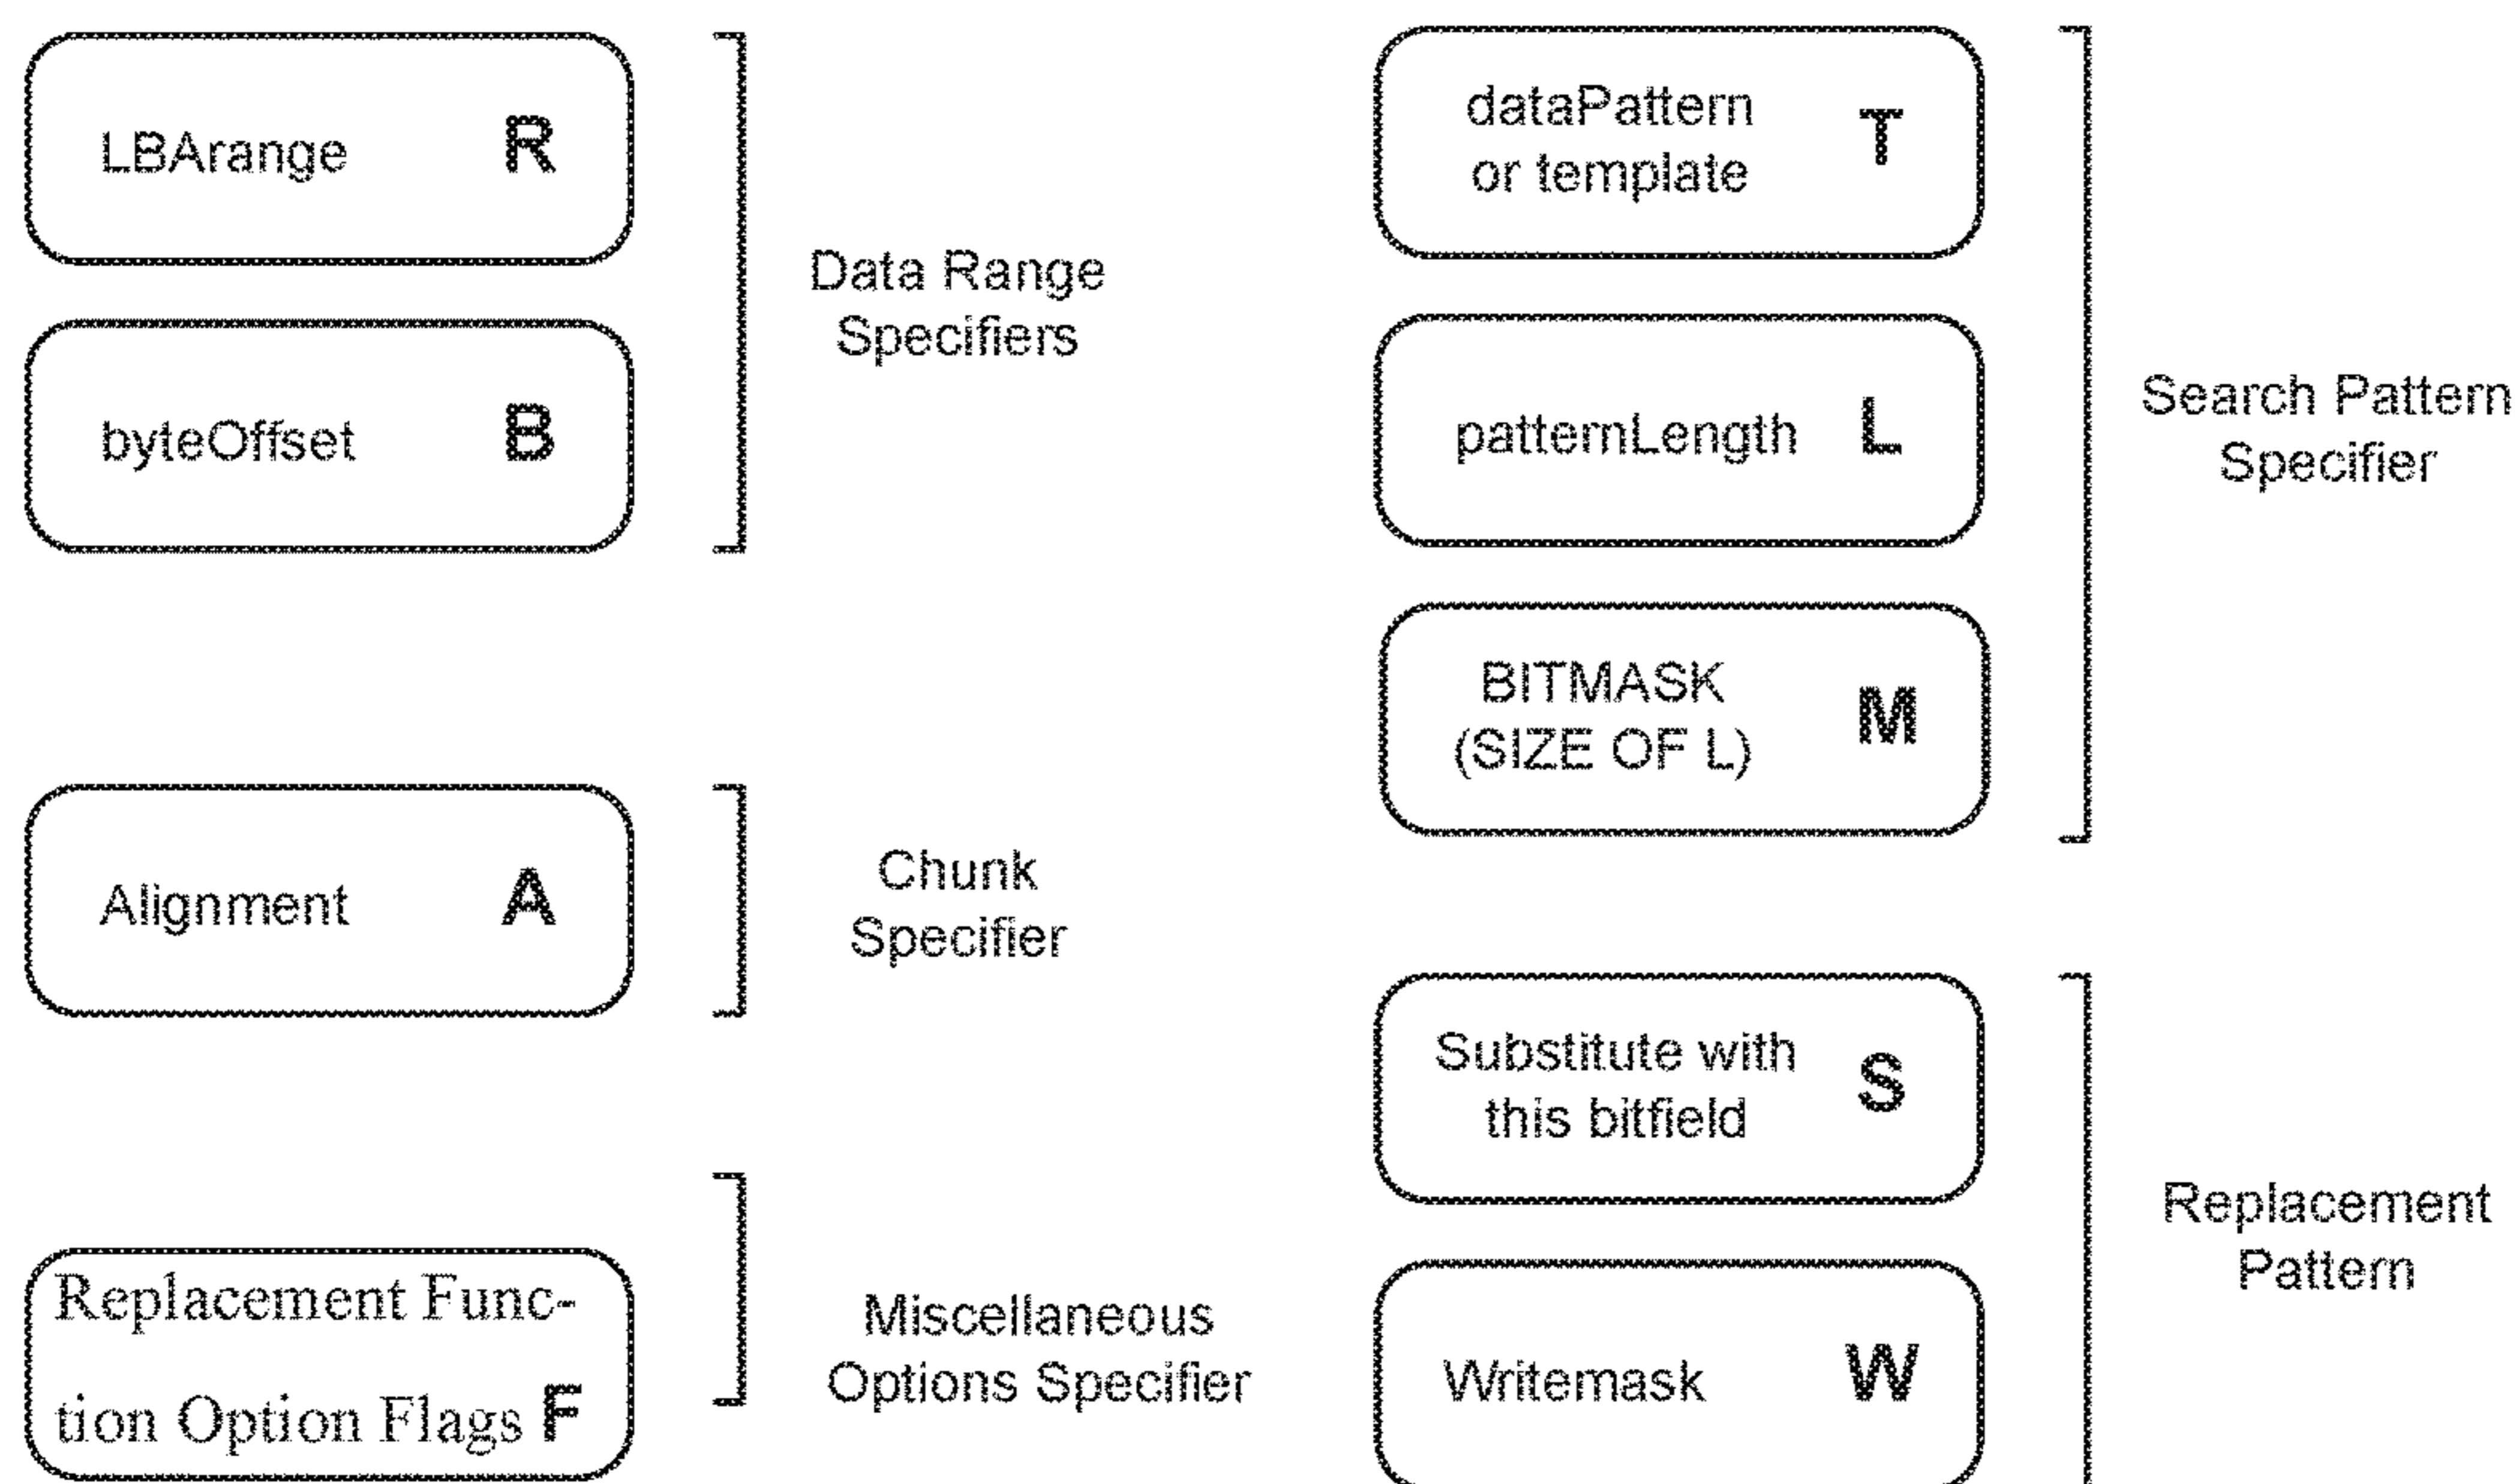 LBArange R
byteOffset B
Data Range
Specifiers
Alignment A
Chunk
Specifier
Replacement Func-
tion Option Flags F
Miscellaneous
Options Specifier
dataPattern
or template T
patternLength L
BITMASK
(SIZE OF L) M
Search Pattern
Specifier
Substitute with
this bitfield S
Writemask W
Replacement
Pattern